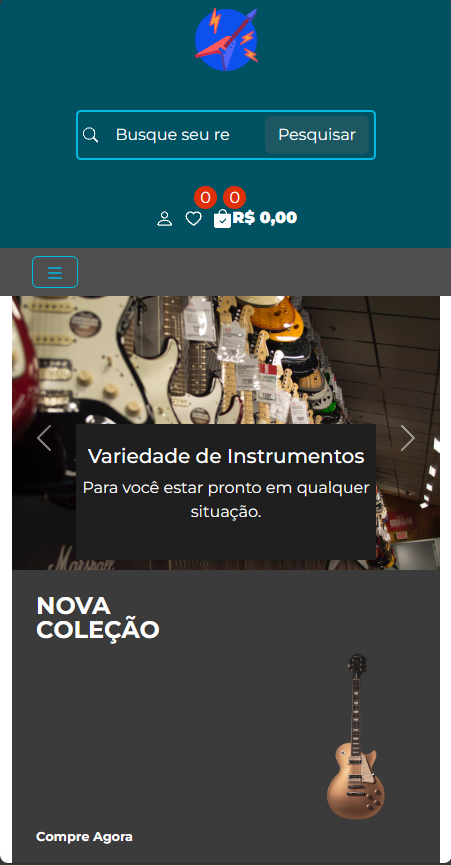 Busque seu re
Pesquisar
0
0
R$ 0,00
Variedade de Instrumentos
Para você estar pronto em qualquer
situação.
Marshall
NOVA
COLEÇÃO
Compre Agora